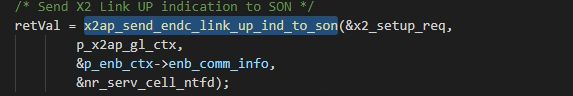 /* Send X2 Link UP indication to SON */
retVal = x2ap_send_endc_link_up_ind_to_son(&x2_setup_req,
p_x2ap_gl_ctx,
&p_enb_ctx->enb_comm_info,
&nr_serv_cell_ntfd);